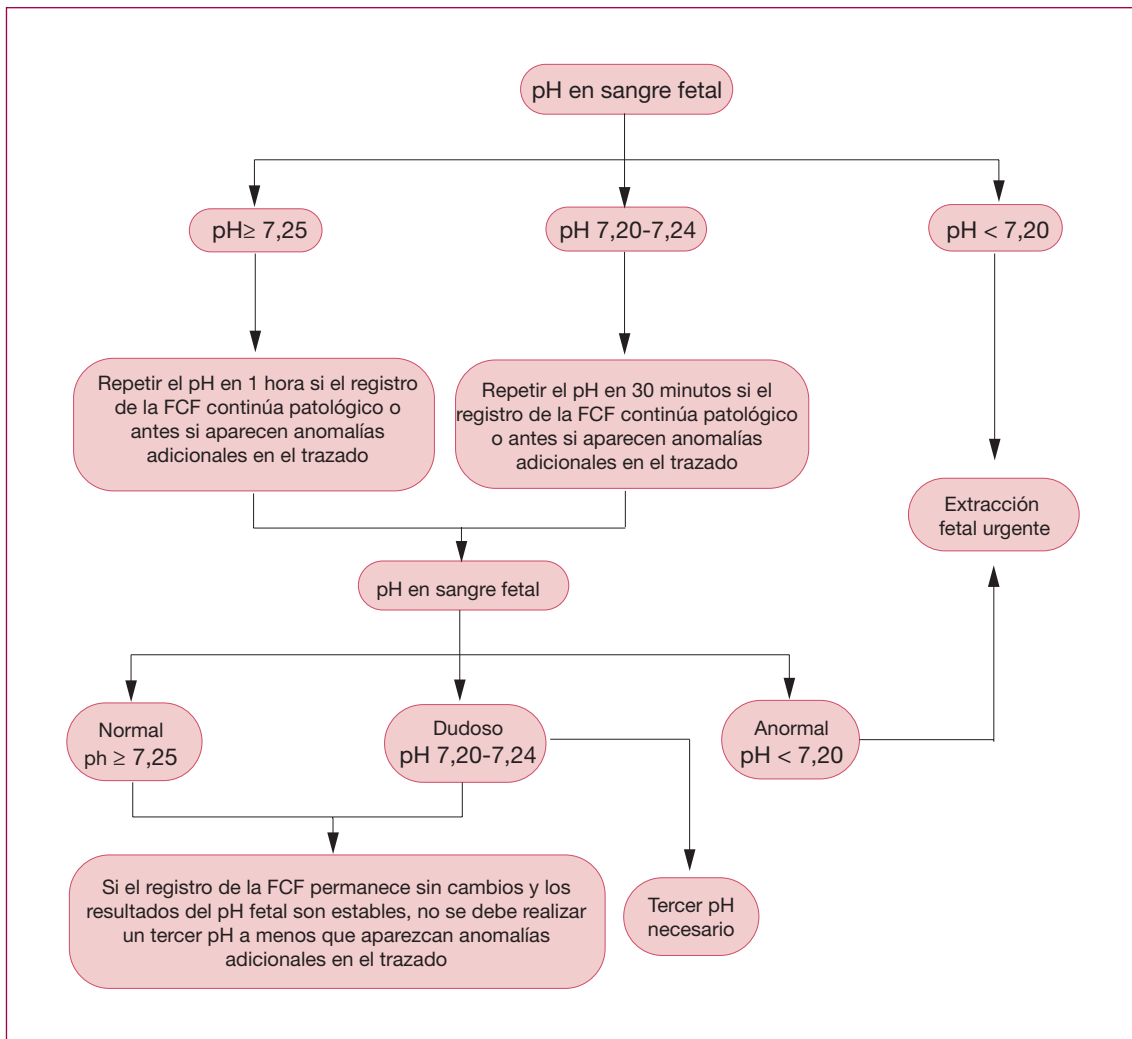 pH en sangre fetal
pH≥ 7,25
pH 7,20-7,24
pH < 7,20
Repetir el pH en 1 hora si el registro
de la FCF continúa patológico o
antes si aparecen anomalías
adicionales en el trazado
Repetir el pH en 30 minutos si el
registro de la FCF continúa patológico
o antes si aparecen anomalías
adicionales en el trazado
Extracción
fetal urgente
pH en sangre fetal
Normal
ph ≥ 7,25
Dudoso
pH 7,20-7,24
Anormal
pH < 7,20
Si el registro de la FCF permanece sin cambios y los
resultados del pH fetal son estables, no se debe realizar
un tercer pH a menos que aparezcan anomalías
adicionales en el trazado
Tercer pH
necesario